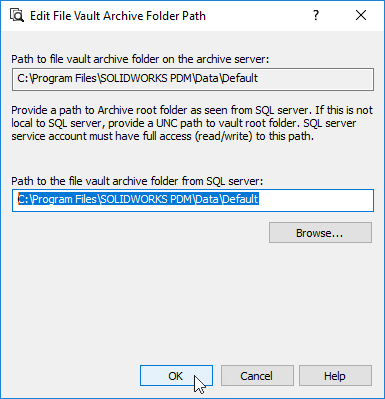 Edit File Vault Archive Folder Path
Path to file vault archive folder on the archive server:
C:\Program Files\SOLIDWORKS PDM\Data\Default
Provide a path to Archive root folder as seen from SQL server. If this is not
local to SQL server, provide a UNC path to vault root folder. SQL server
service account must have full access (read/write) to this path.
Path to the file vault archive folder from SQL server:
C:\Program Files\SOLIDWORKS PDM\Data\Default
Browse...
OK
Cancel
Help